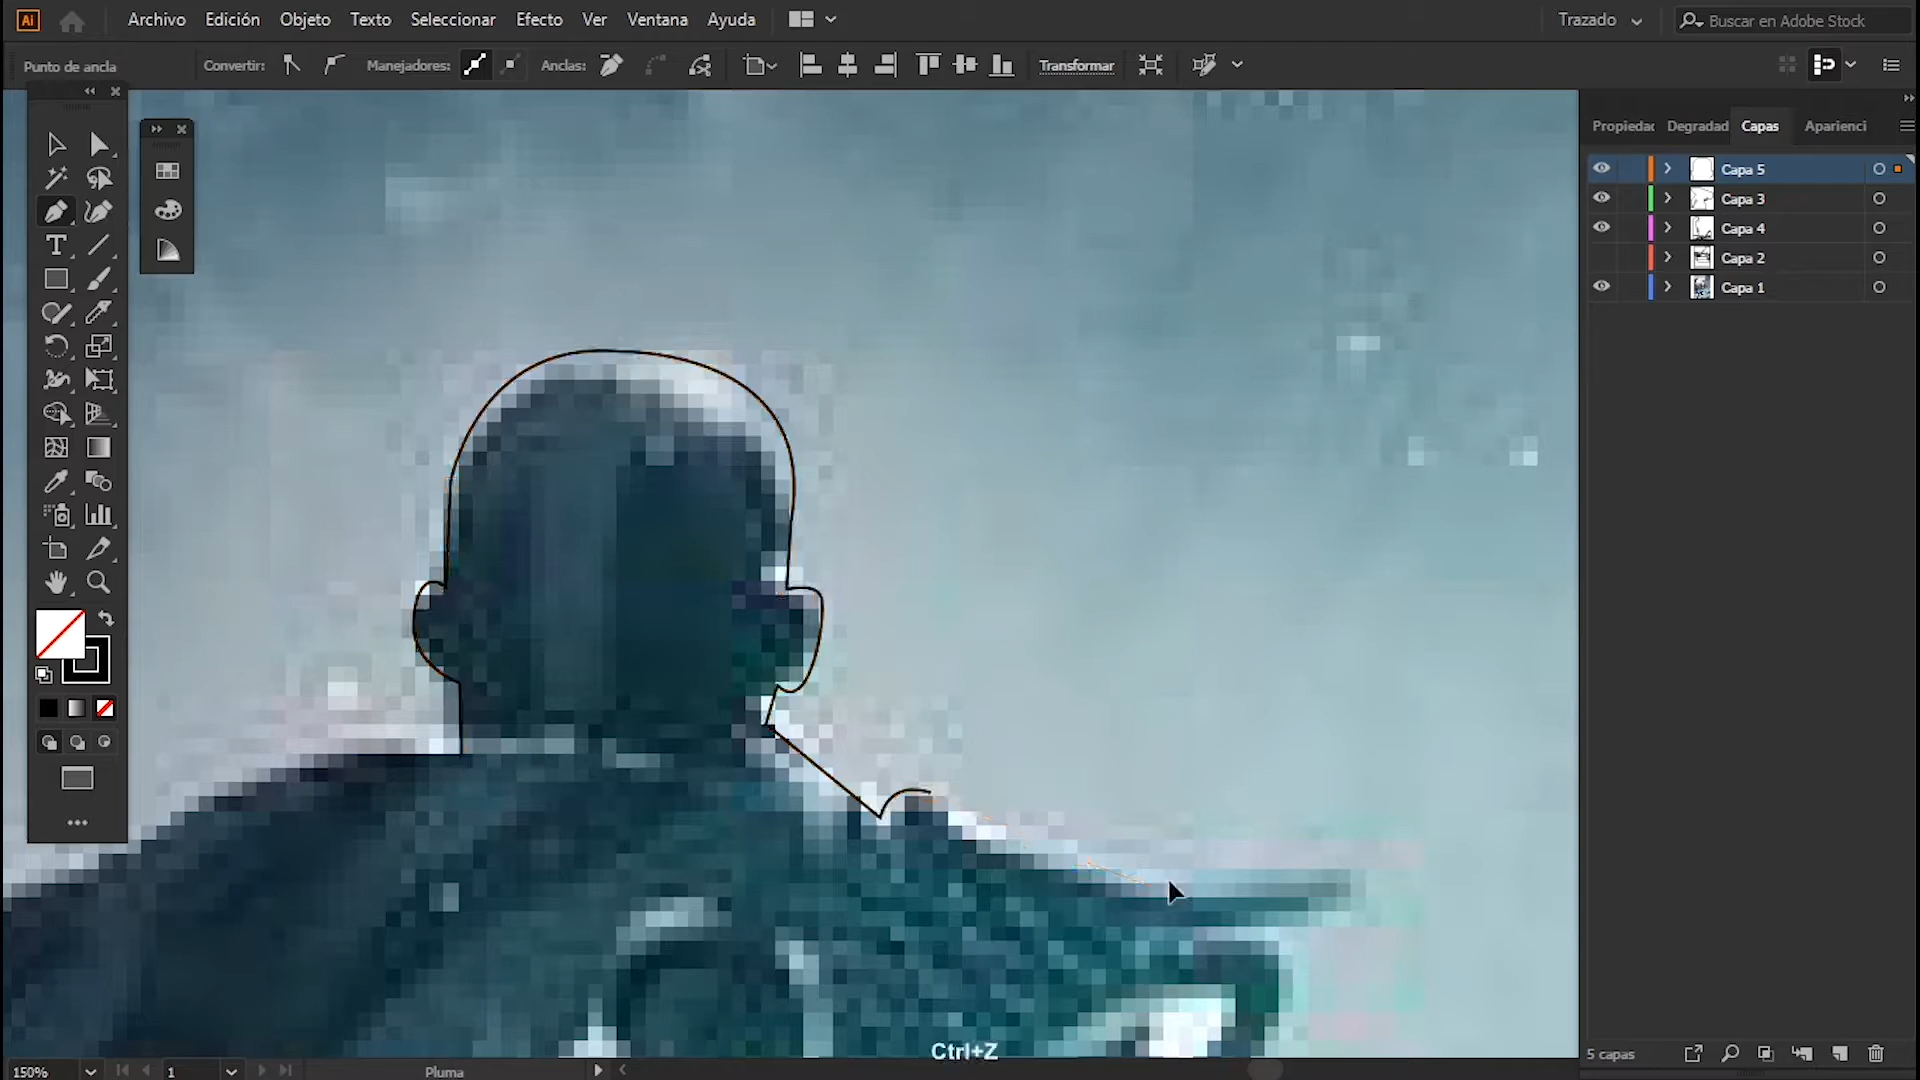 Ai Archivo Edición Objeto Texto Seleccionar Efecto Ver Ventana Ayuda Trazado Buscar en Adobe Stock
Punto de ancla Convertir: Manejadores: Anclas: Transformar
Propiedac Degradad Capas Aparienci
Capa 5
Capa 3
Capa 4
Capa 2
Capa 1
Ctrl+Z
5 capas
150% 1 Pluma